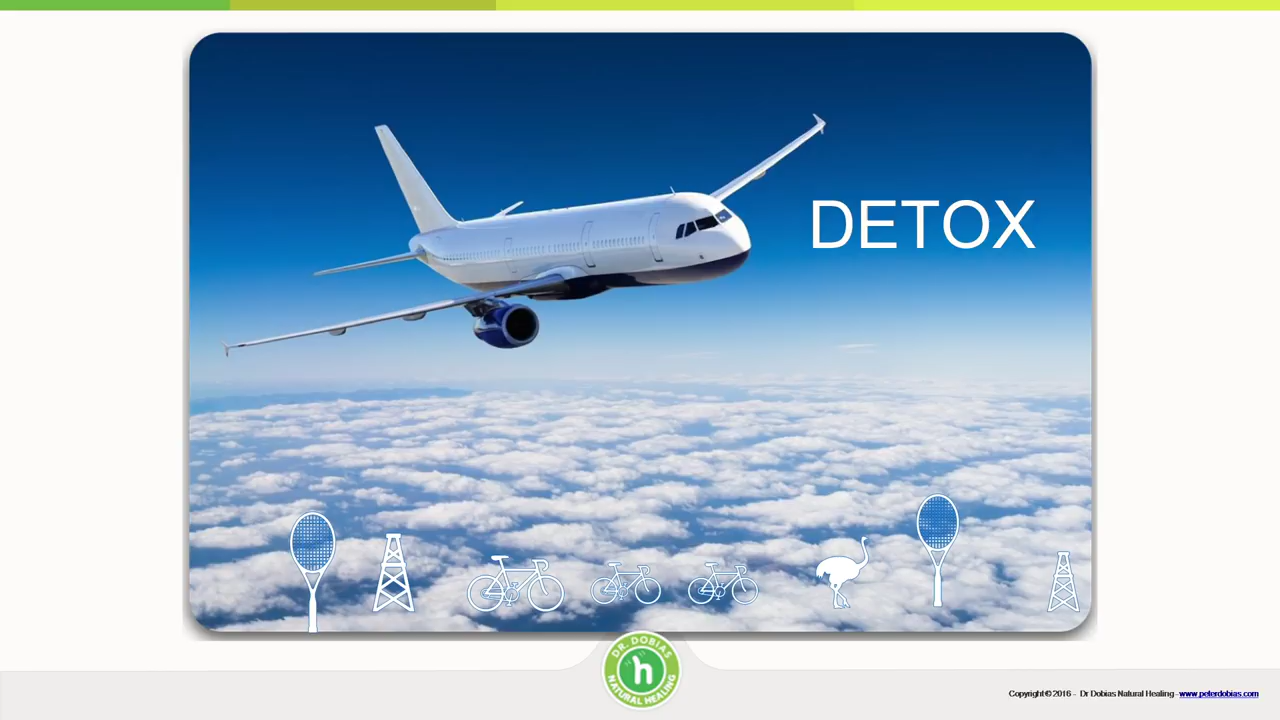 DETOX
DR. DOBIAS
h
NATURAL HEALING
Copyright © 2016 - Dr Dobias Natural Healing - www.peterdobias.com